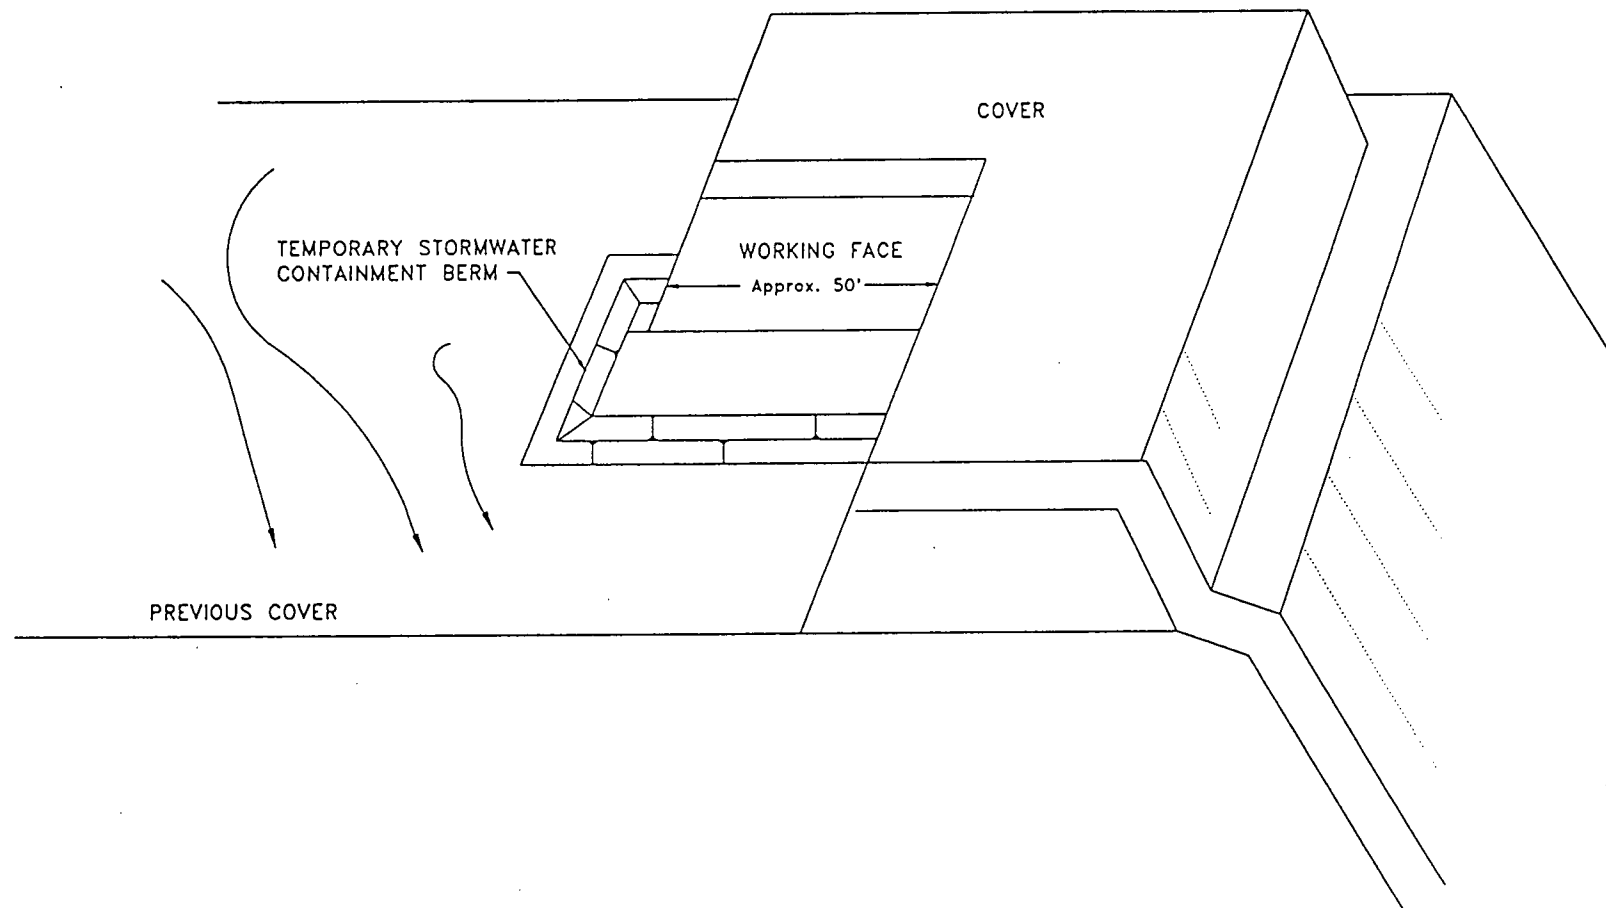 COVER
TEMPORARY STORMWATER
CONTAINMENT BERM
WORKING FACE
Approx. 50'
PREVIOUS COVER